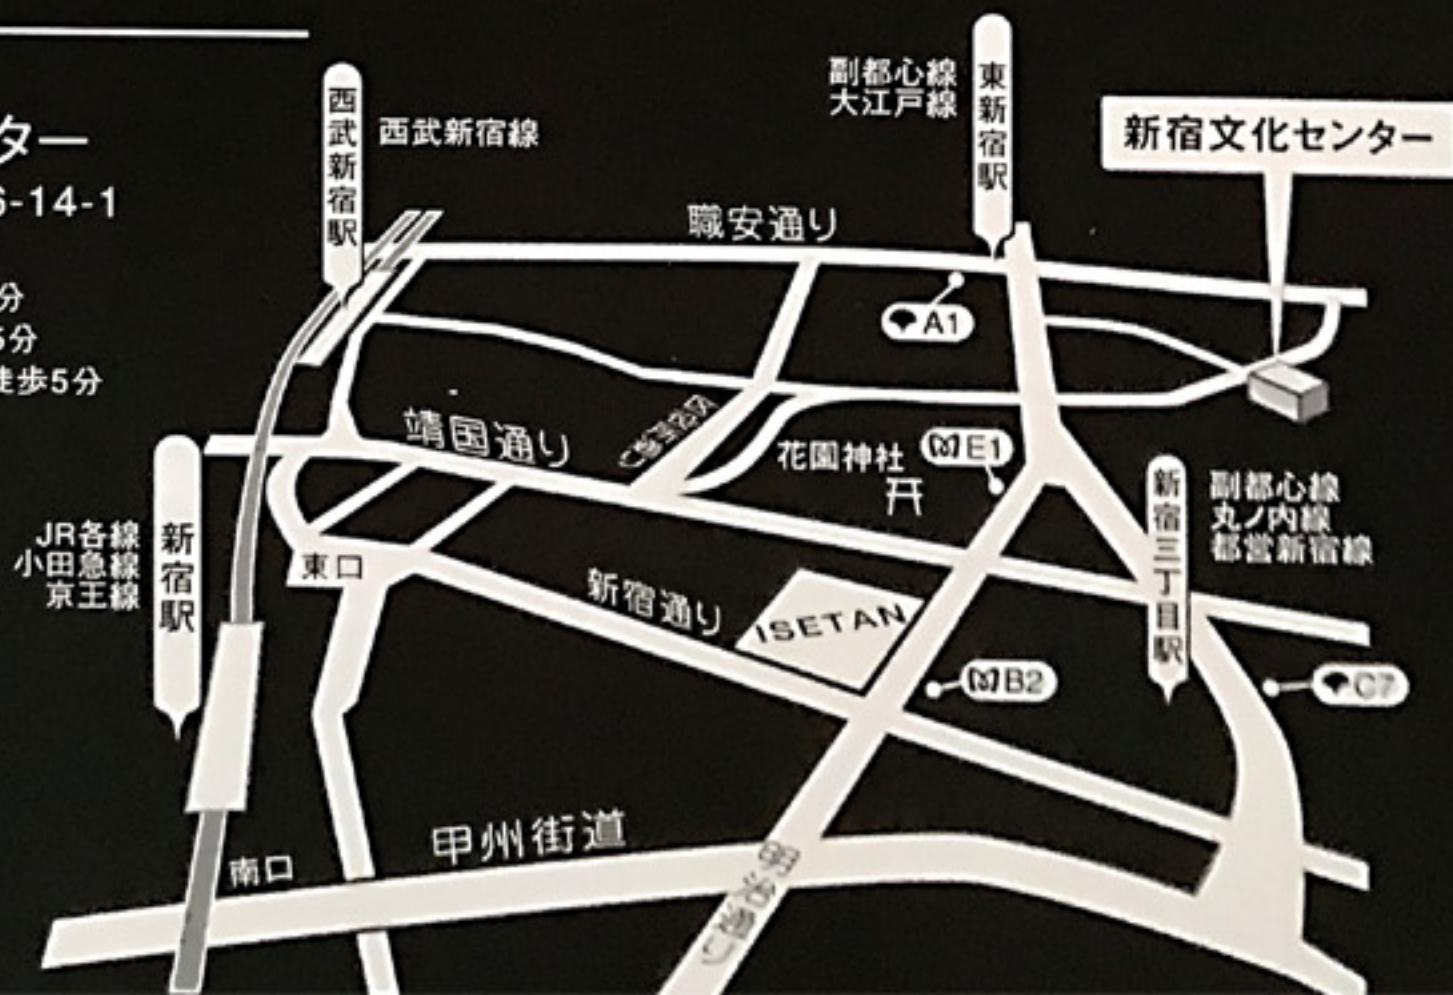 ター
6-14-1
分
5分
徒歩5分
西武新宿駅
西武新宿線
副都心線
大江戸線
東新宿駅
新宿文化センター
職安通り
A1
靖国通り
区役所通り
花園神社
E1
JR各線
小田急線
京王線
新宿駅
東口
新宿通り
ISETAN
新宿三丁目駅
副都心線
丸ノ内線
都営新宿線
B2
C7
南口
甲州街道
明治通り